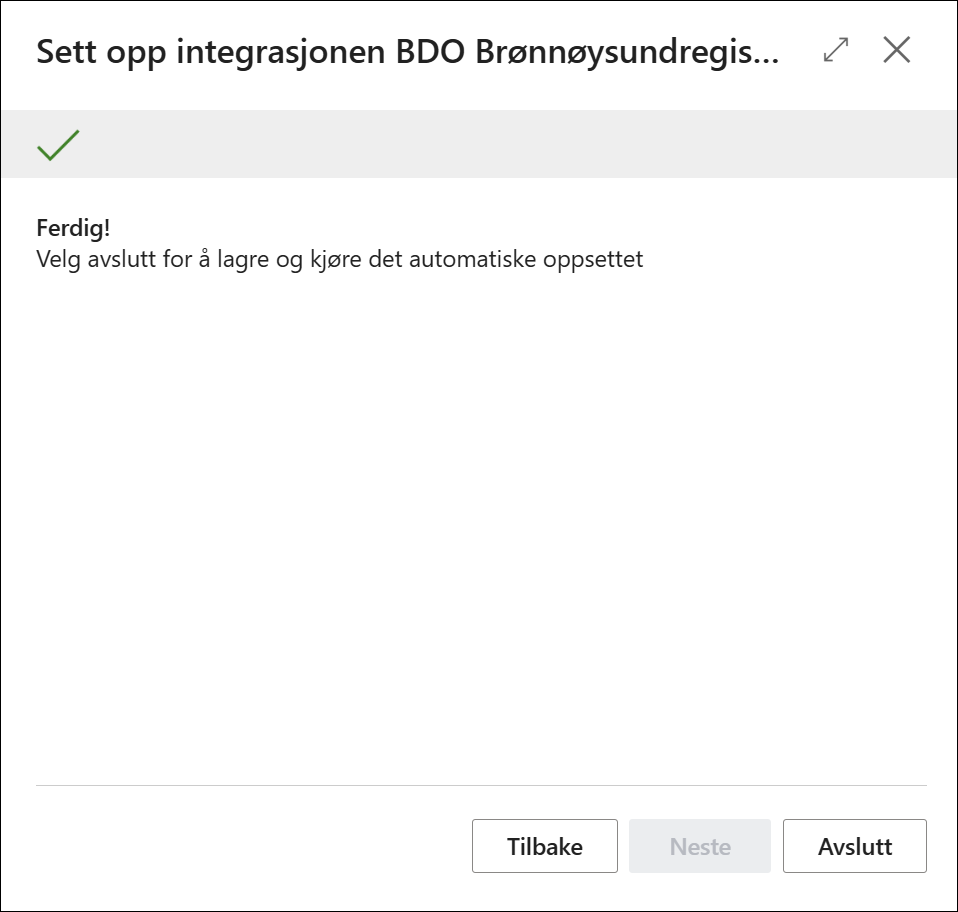 Sett opp integrasjonen BDO Brønnøysundregis...
Ferdig!
Velg avslutt for å lagre og kjøre det automatiske oppsettet
Tilbake
Neste
Avslutt